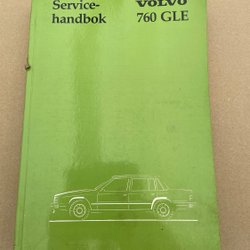 Service-
handbok
VOLVO
760 GLE